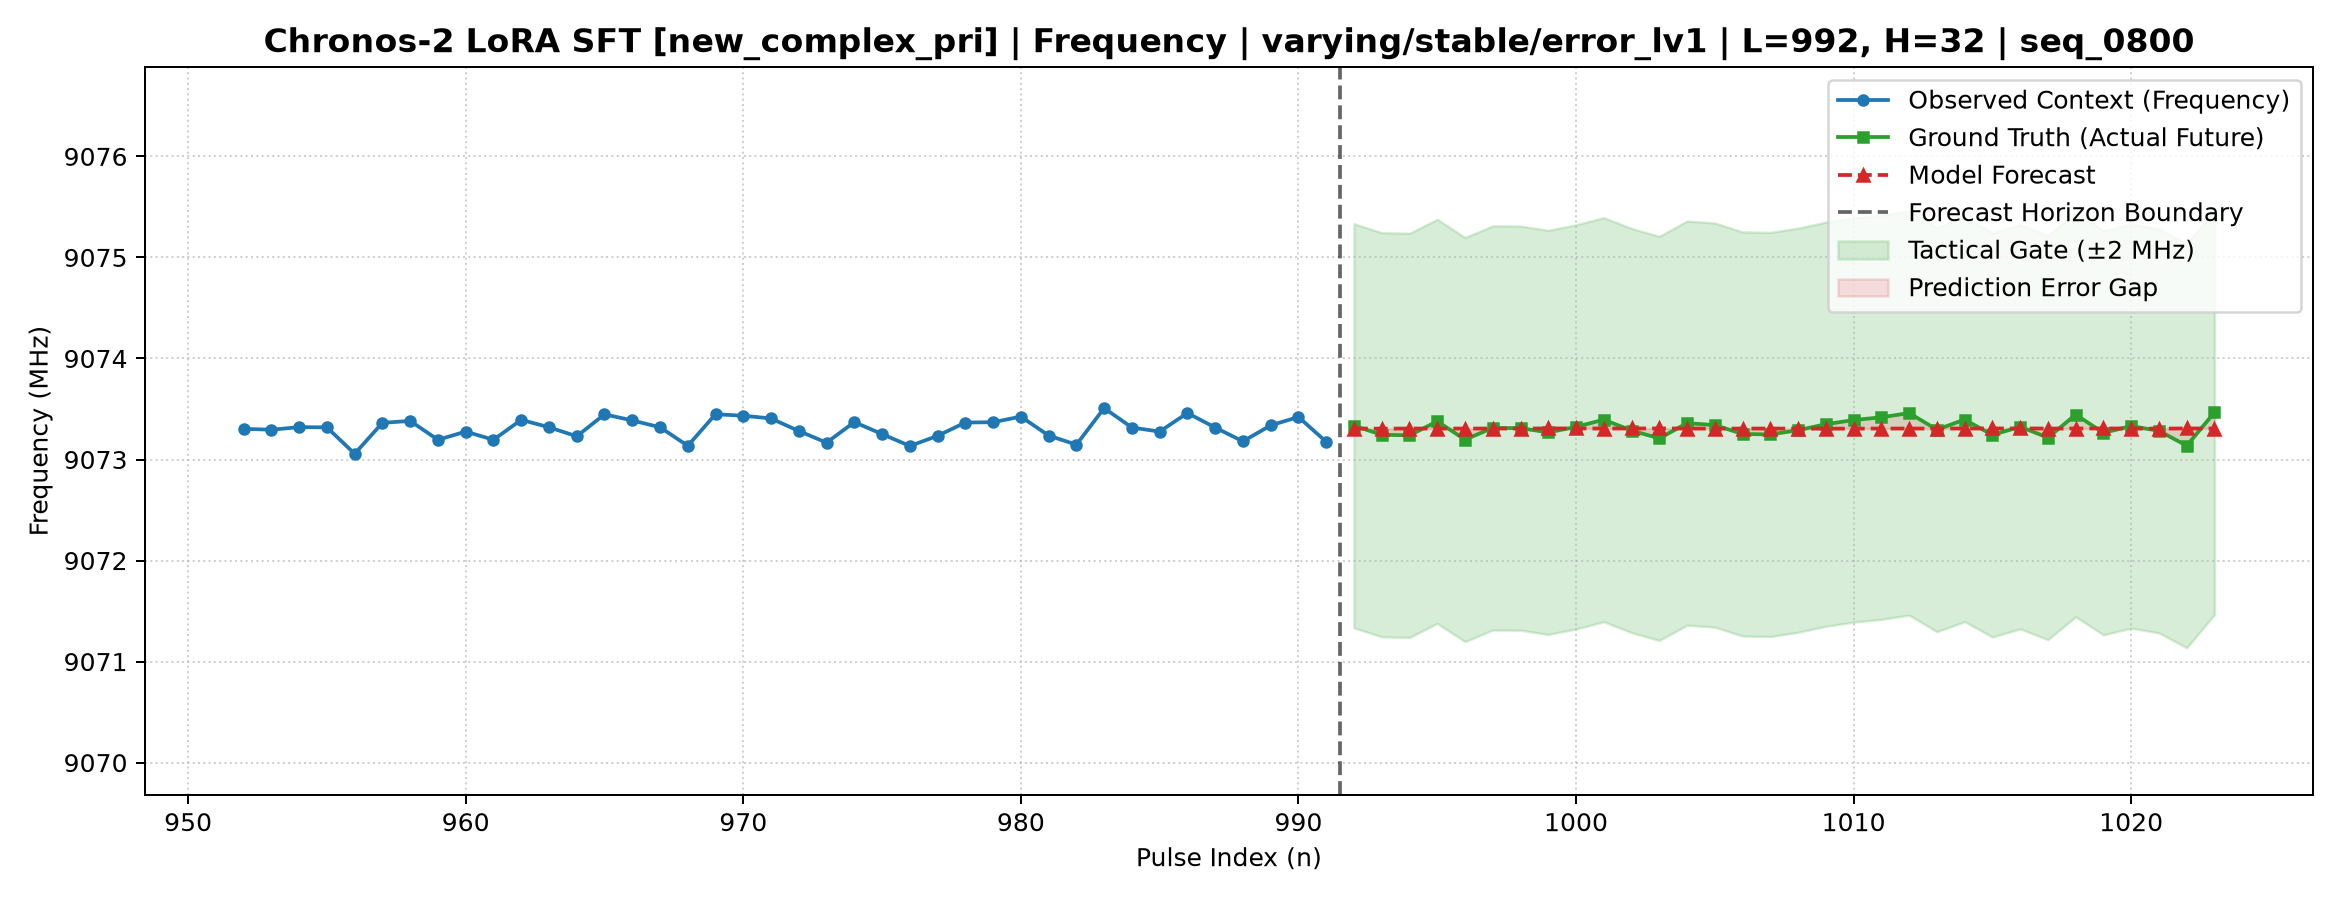 Chronos-2 LoRA SFT [new_complex_pri] | Frequency | varying/stable/error_lv1 | L=992, H=32 | seq_0800
Observed Context (Frequency)
Ground Truth (Actual Future)
Model Forecast
Forecast Horizon Boundary
Tactical Gate (±2 MHz)
Prediction Error Gap
Frequency (MHz)
9076
9075
9074
9073
9072
9071
9070
950 960 970 980 990 1000 1010 1020
Pulse Index (n)